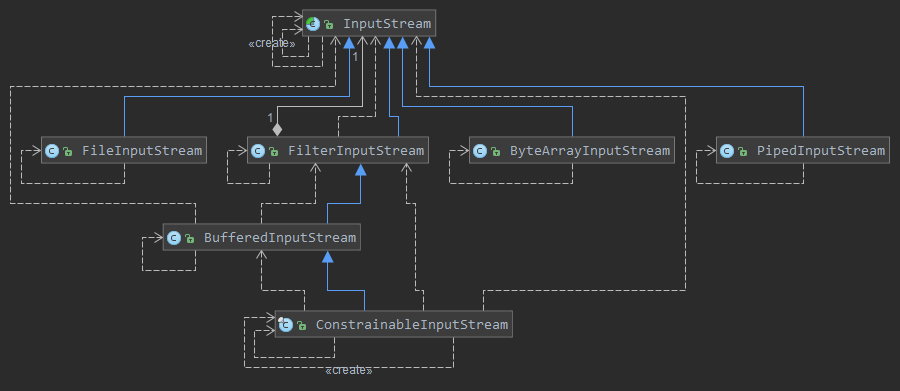 InputStream
«create»
1
1
FileInputStream
FilterInputStream
ByteArrayInputStream
PipedInputStream
BufferedInputStream
ConstrainableInputStream
«create»